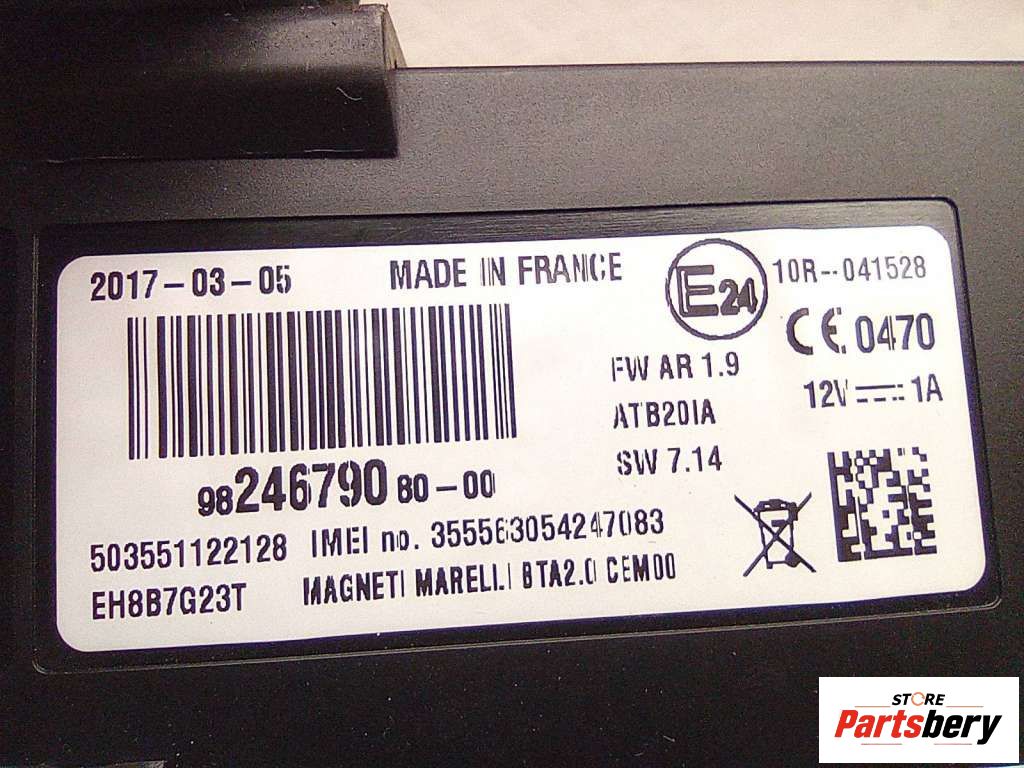 2017-03-05 MADE IN FRANCE E24 10R-041528
CE 0470
FW AR 1.9
12V 1A
ATB20IA
SW 7.14
9824679080-00
503551122128 IMEI no. 355563054247083
EH8B7G23T MAGNETI MARELLI BTA2.0 CEM00
STORE
Partsbery